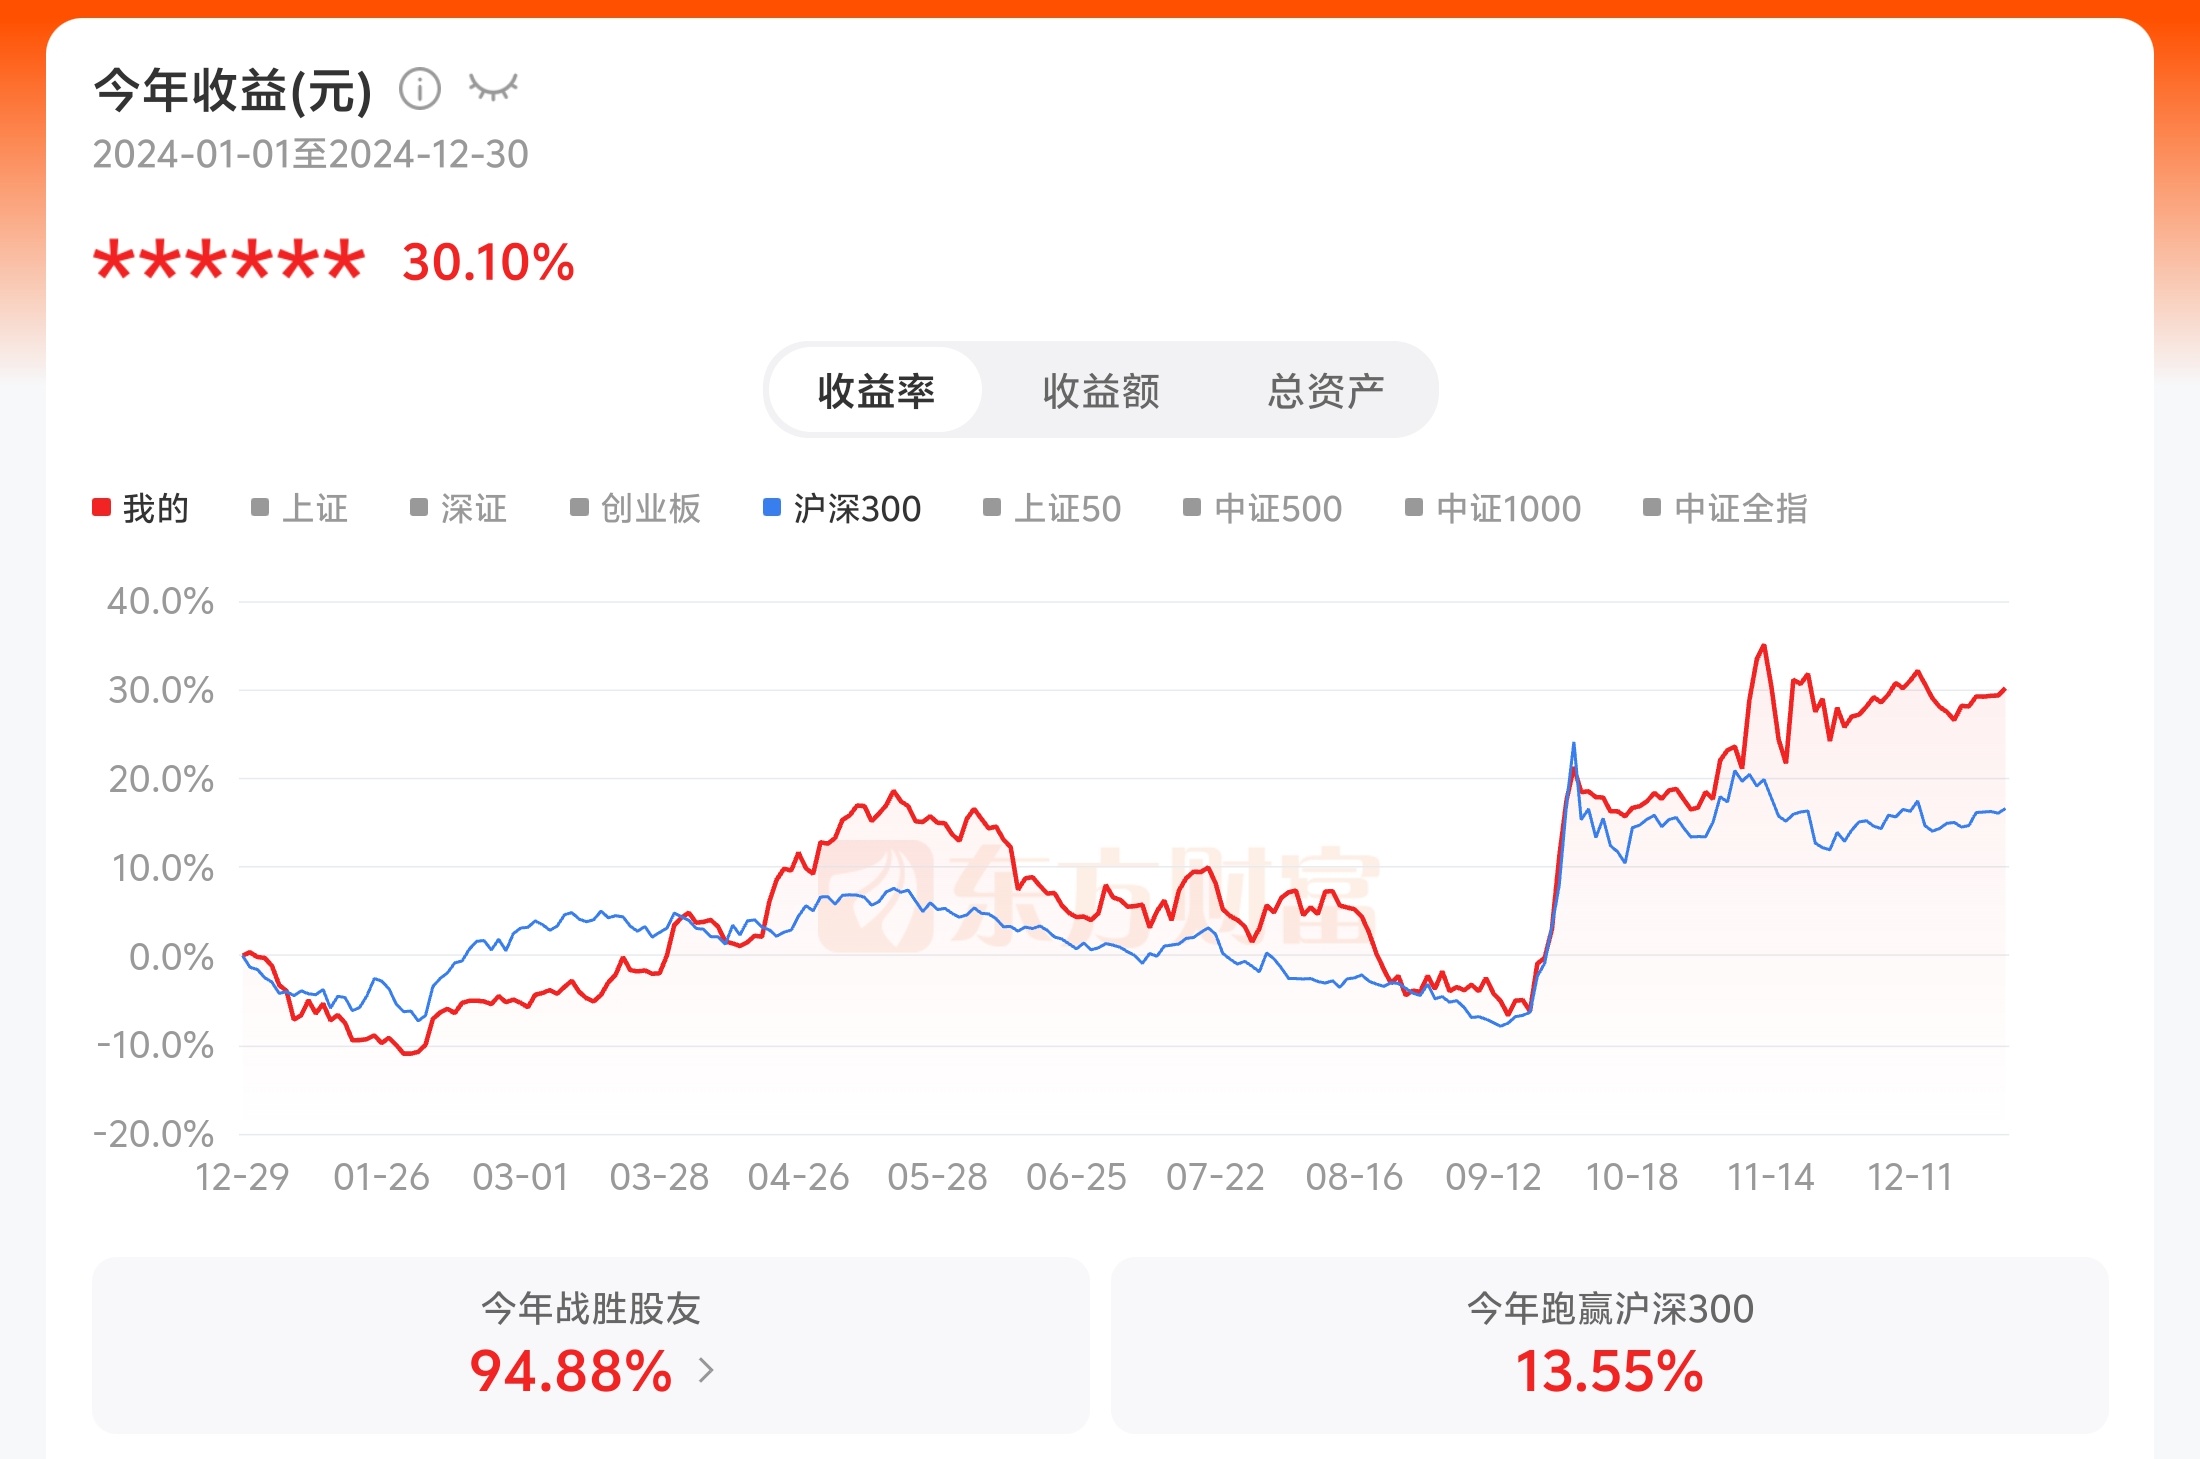 今年收益(元)
2024-01-01至2024-12-30
****** 30.10%
收益率 收益额 总资产
我的 上证 深证 创业板 沪深300 上证50 中证500 中证1000 中证全指
40.0%
30.0%
20.0%
10.0%
0.0%
-10.0%
-20.0%
东方财富
12-29 01-26 03-01 03-28 04-26 05-28 06-25 07-22 08-16 09-12 10-18 11-14 12-11
今年战胜股友 今年跑赢沪深300
94.88% 13.55%